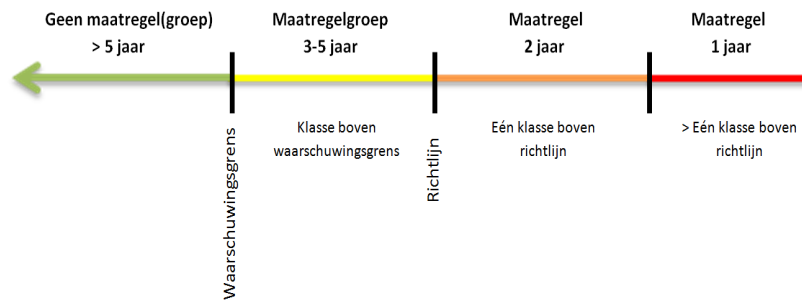 Geen maatregel(groep)
> 5 jaar
Maatregelgroep
3-5 jaar
Maatregel
2 jaar
Maatregel
1 jaar
Waarschuwingsgrens
Klasse boven
waarschuwingsgrens
Richtlijn
Eén klasse boven
richtlijn
> Eén klasse boven
richtlijn